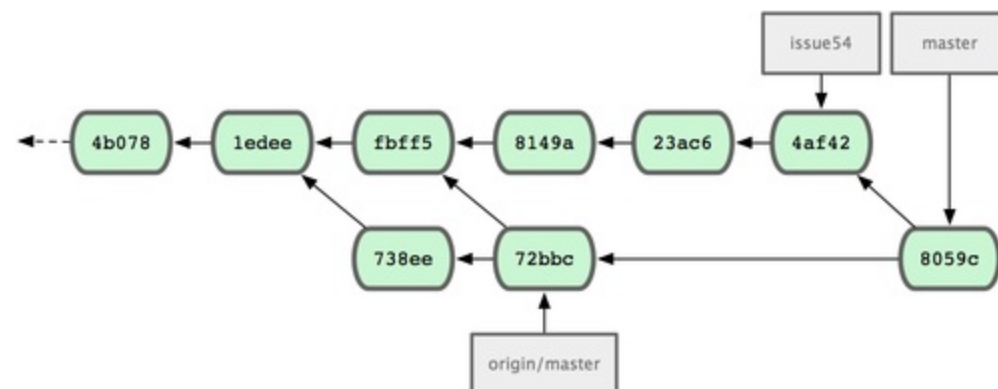 issue54 master
4b078 1edee fbff5 8149a 23ac6 4af42
738ee 72bbc 8059c
origin/master